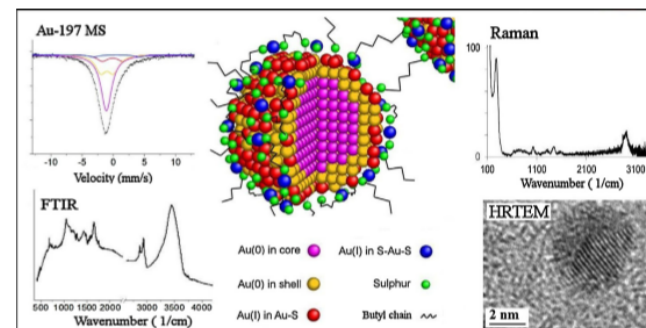 Au-197 MS
-10 -5 0 5 10
Velocity (mm/s)
FTIR
500 1000 1500 2000 3000 3500 4000
Wavenumber ( 1/cm)
Au(0) in core
Au(0) in shell
Au(I) in Au-S
Au(I) in S-Au-S
Sulphur
Butyl chain
Raman
100
0
100 1100 2100 3100
Wavenumber ( 1/cm)
HRTEM
2 nm